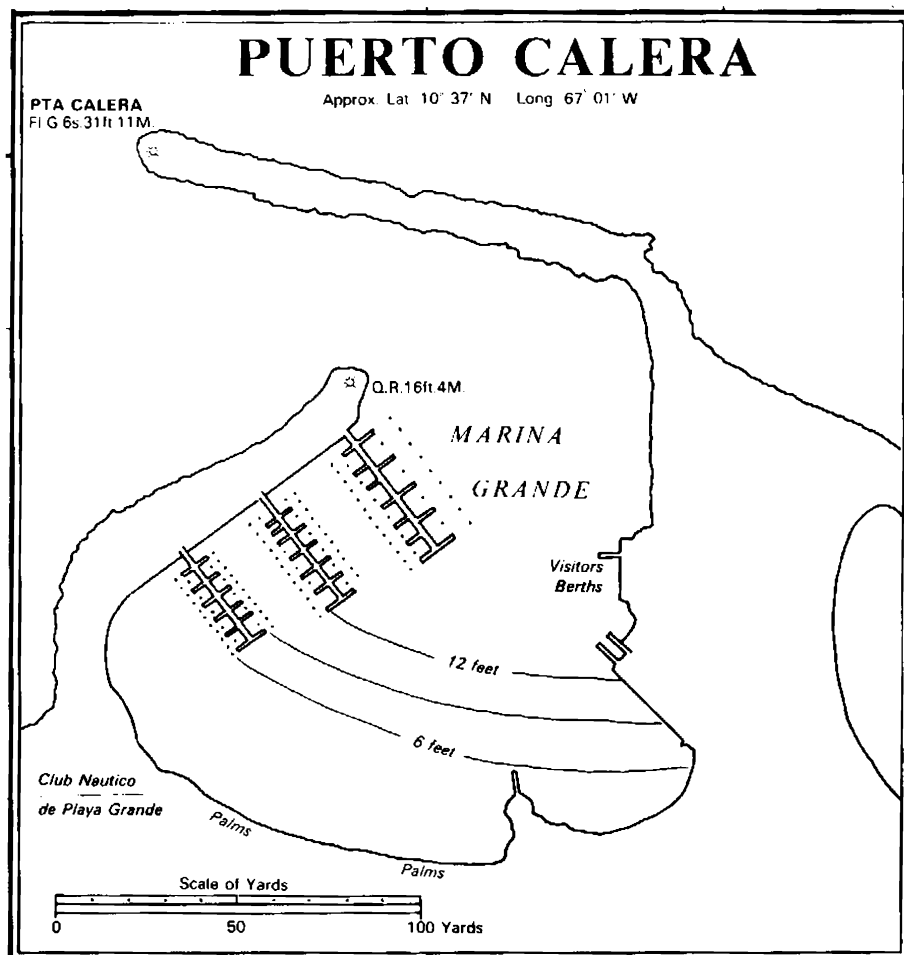 PUERTO CALERA
Approx. Lat 10° 37' N Long 67° 01' W
PTA CALERA
Fl G 6s.31ft 11M.
Q.R.16ft.4M.
MARINA
GRANDE
Visitors
Berths
12 feet
6 feet
Club Nautico
de Playa Grande
Palms
Palms
Scale of Yards
0 50 100 Yards